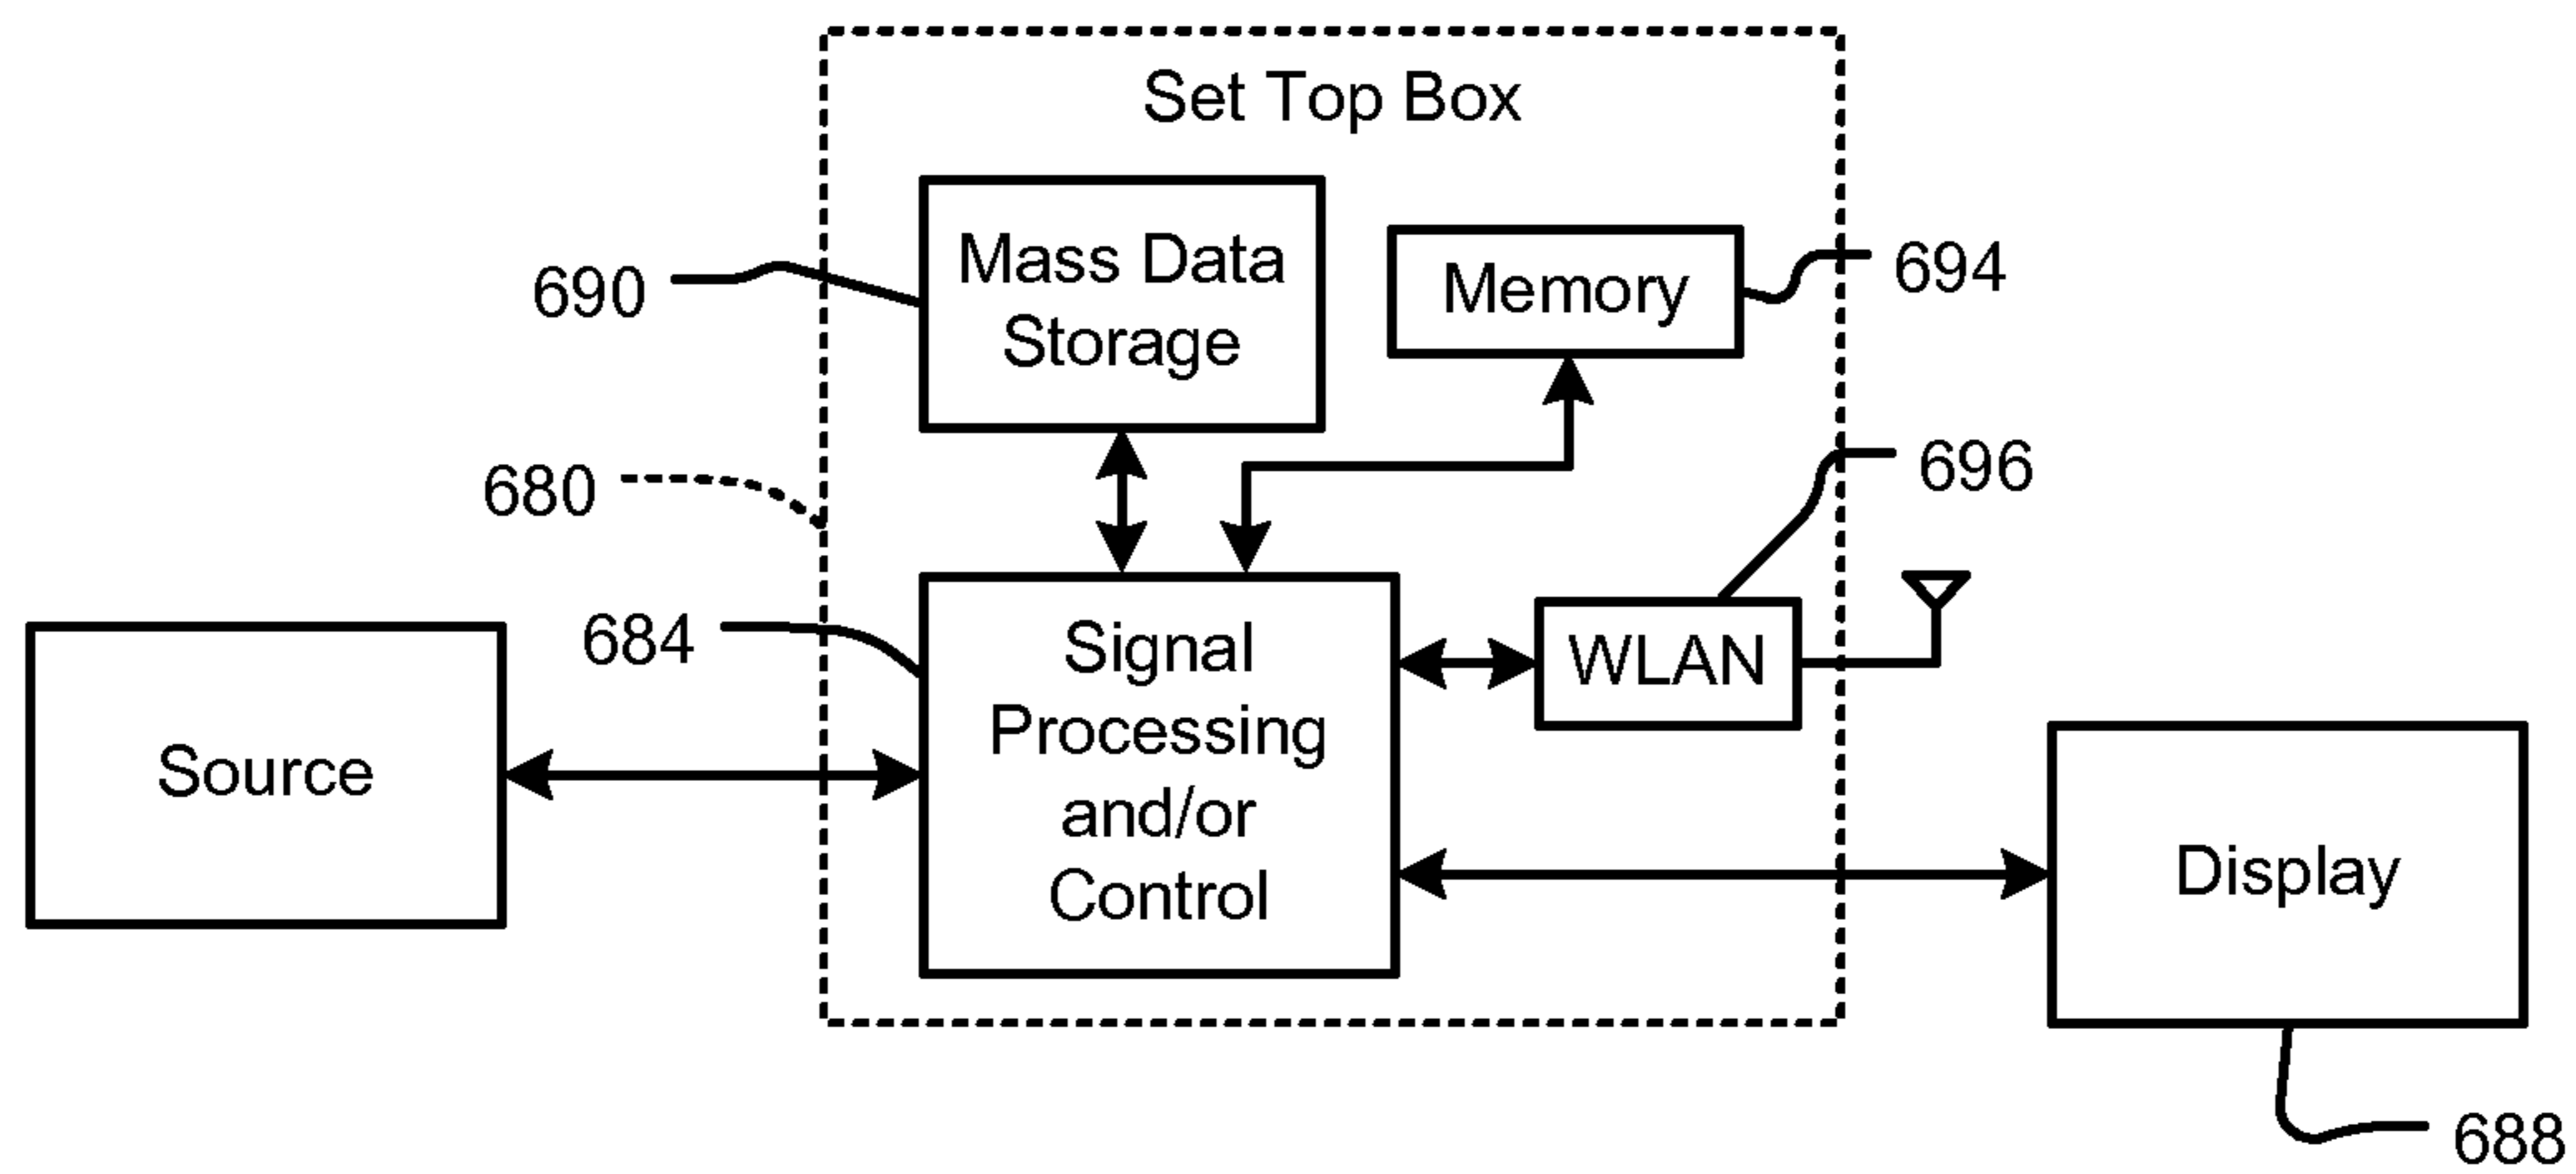 Set Top Box
Mass Data
Storage
690
Memory
694
680
696
684
Signal
Processing
and/or
Control
WLAN
Source
Display
688